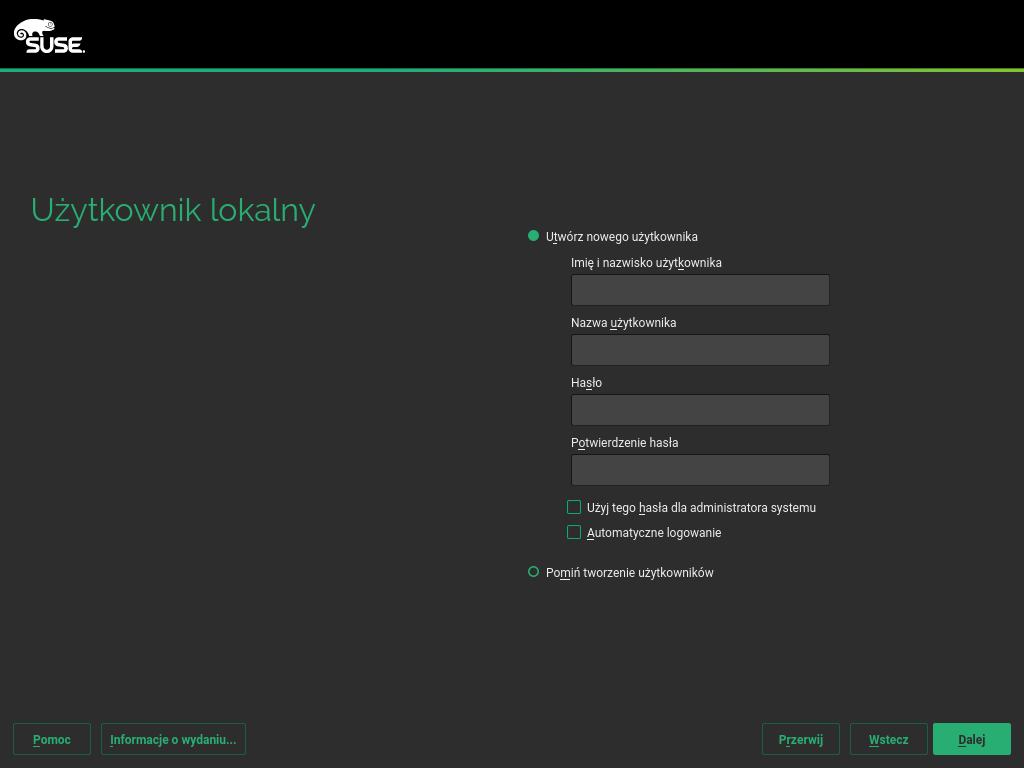 SUSE
Użytkownik lokalny
Utwórz nowego użytkownika
Imię i nazwisko użytkownika
Nazwa użytkownika
Hasło
Potwierdzenie hasła
Użyj tego hasła dla administratora systemu
Automatyczne logowanie
Pomiń tworzenie użytkowników
Pomoc
Informacje o wydaniu...
Przerwij
Wstecz
Dalej